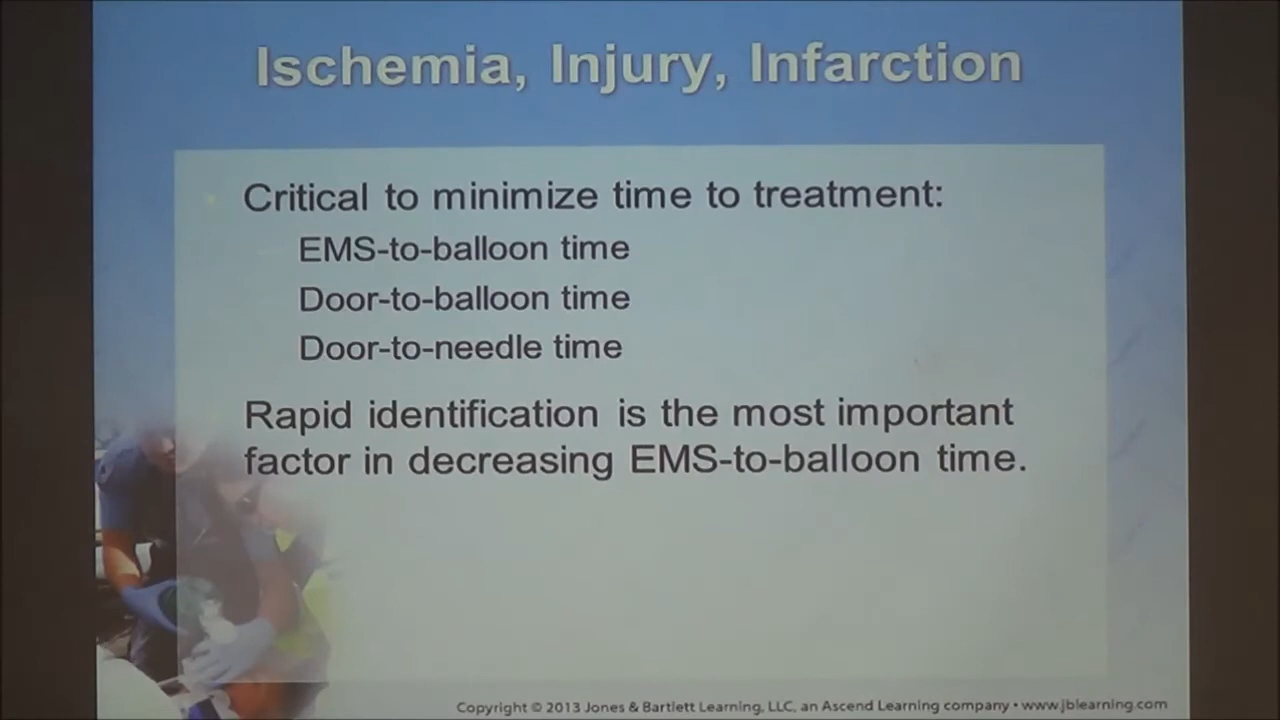 Ischemia, Injury, Infarction
Critical to minimize time to treatment:
EMS-to-balloon time
Door-to-balloon time
Door-to-needle time
Rapid identification is the most important
factor in decreasing EMS-to-balloon time.
Copyright © 2013 Jones & Bartlett Learning, LLC, an Ascend Learning company • www.jblearning.com